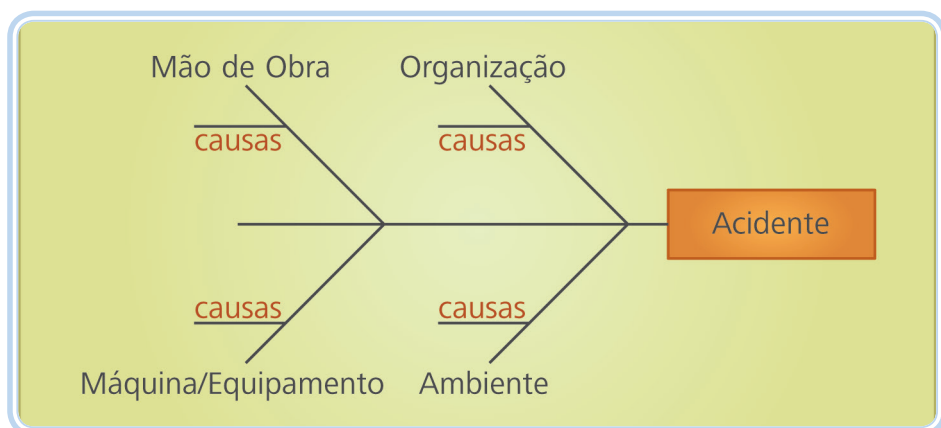 Mão de Obra
Organização
causas
causas
Acidente
causas
causas
Máquina/Equipamento
Ambiente